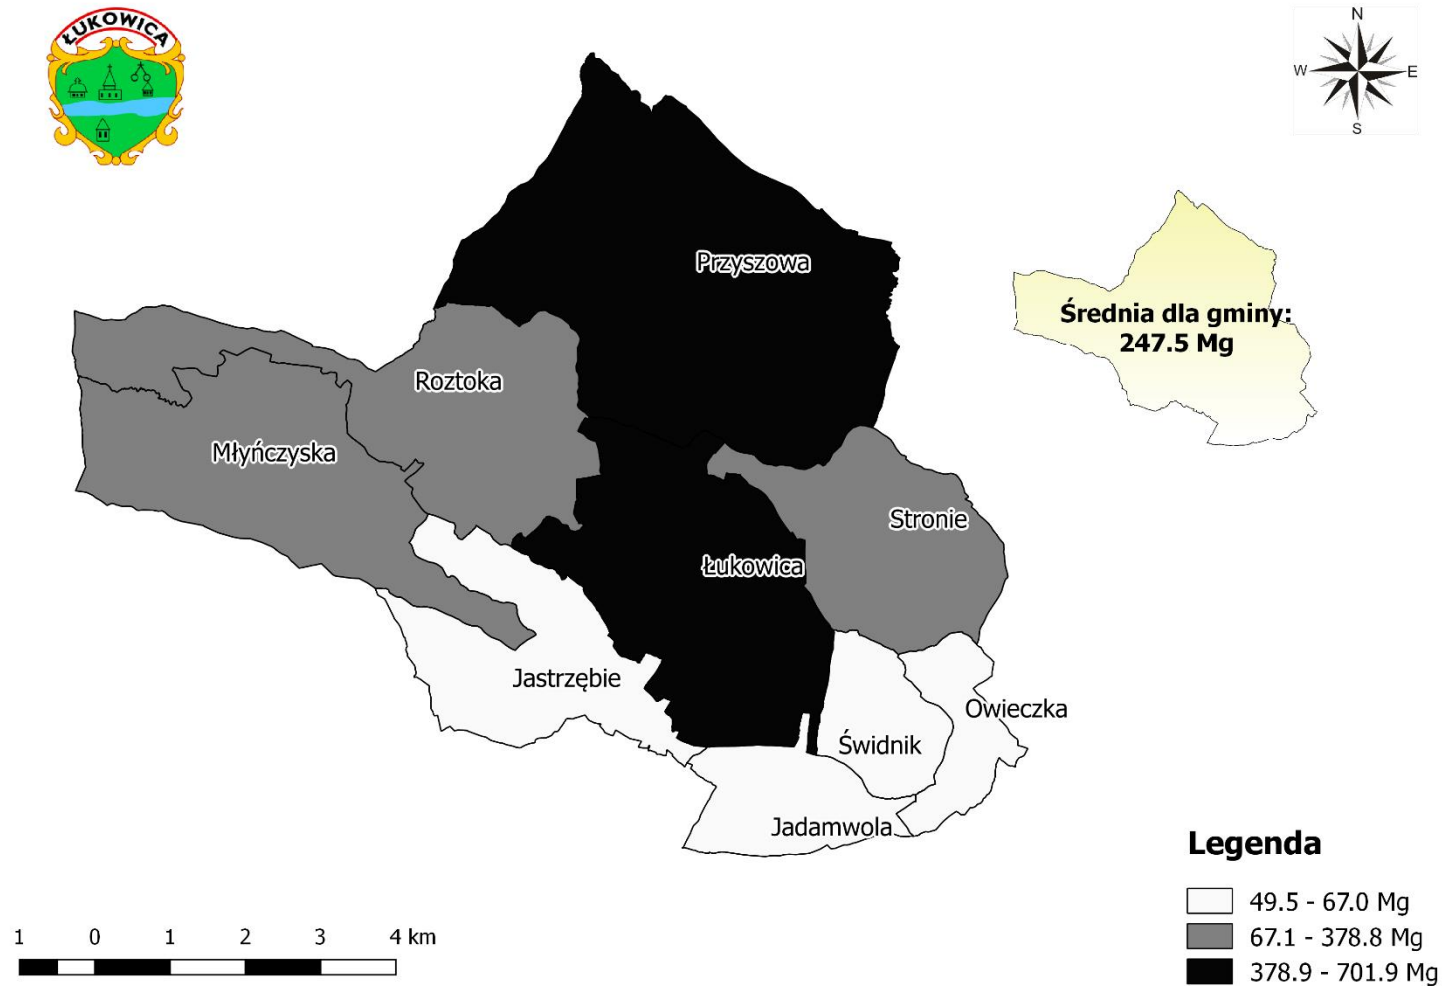 ŁUKOWICA
N
W E
S
Przyszowa
Średnia dla gminy:
247.5 Mg
Roztoka
Młyńczyska
Stronie
Łukowica
Jastrzębie
Owieczka
Świdnik
Jadamwola
Legenda
49.5 - 67.0 Mg
67.1 - 378.8 Mg
378.9 - 701.9 Mg
1 0 1 2 3 4 km